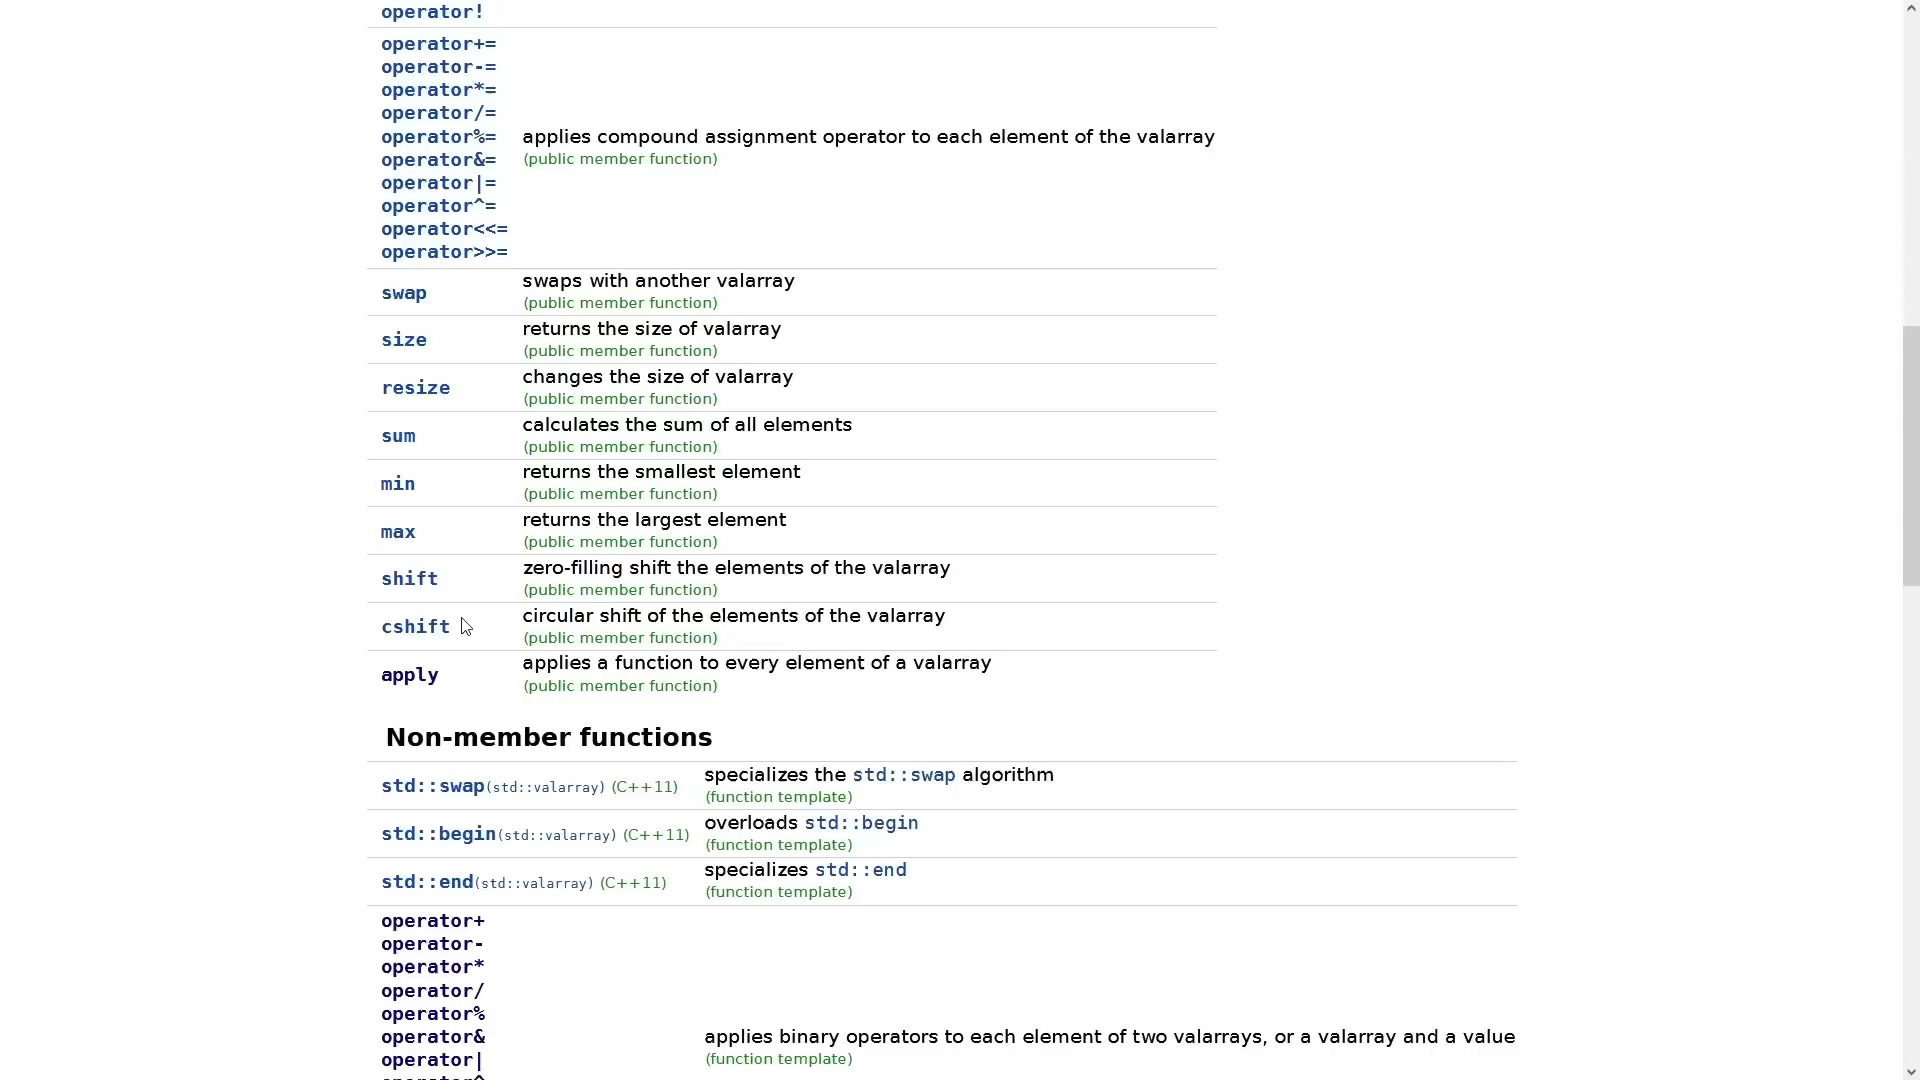 operator!
operator+=
operator-=
operator*=
operator/=
operator%=
operator&=
operator|=
operator^=
operator<<=
operator>>=
applies compound assignment operator to each element of the valarray
(public member function)
swap
swaps with another valarray
(public member function)
size
returns the size of valarray
(public member function)
resize
changes the size of valarray
(public member function)
sum
calculates the sum of all elements
(public member function)
min
returns the smallest element
(public member function)
max
returns the largest element
(public member function)
shift
zero-filling shift the elements of the valarray
(public member function)
cshift
circular shift of the elements of the valarray
(public member function)
apply
applies a function to every element of a valarray
(public member function)
Non-member functions
std::swap(std::valarray) (C++11)
specializes the std::swap algorithm
(function template)
std::begin(std::valarray) (C++11)
overloads std::begin
(function template)
std::end(std::valarray) (C++11)
specializes std::end
(function template)
operator+
operator-
operator*
operator/
operator%
operator&
operator|
applies binary operators to each element of two valarrays, or a valarray and a value
(function template)